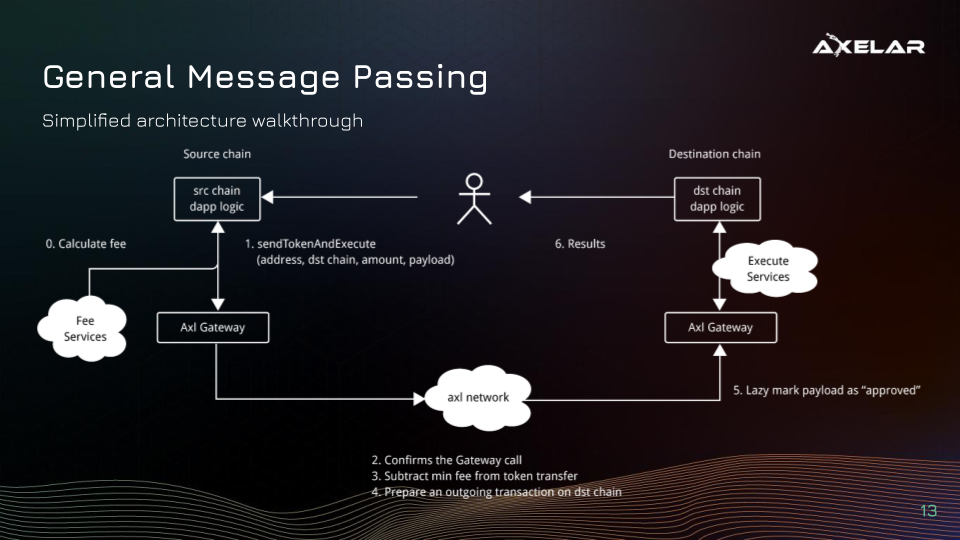 AXELAR
General Message Passing
Simplified architecture walkthrough
Source chain
Destination chain
src chain
dapp logic
dst chain
dapp logic
0. Calculate fee
1. sendTokenAndExecute
(address, dst chain, amount, payload)
6. Results
Execute
Services
Fee
Services
Axl Gateway
Axl Gateway
axl network
5. Lazy mark payload as “approved”
2. Confirms the Gateway call
3. Subtract min fee from token transfer
4. Prepare an outgoing transaction on dst chain
13